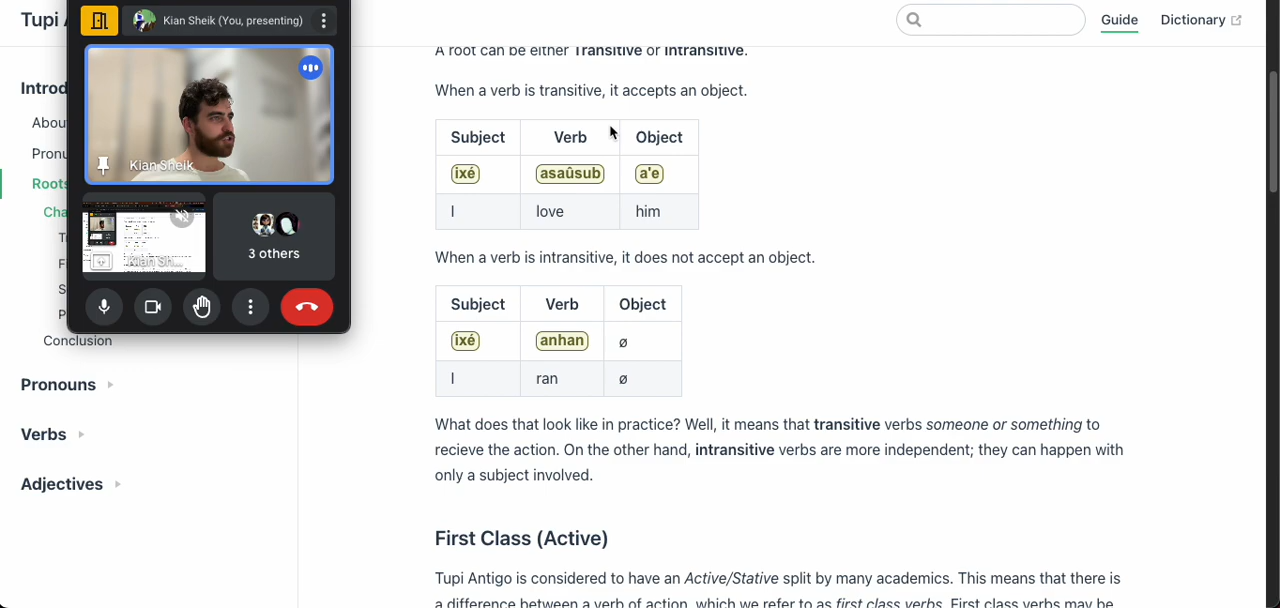 Tupi
Kian Sheik (You, presenting)
Guide
Dictionary
Introd
Abou
Pronu
Roots
Cha
Kian Sheik
Kian Sh...
3 others
Conclusion
Pronouns
Verbs
Adjectives
A root can be either Transitive or Intransitive.
When a verb is transitive, it accepts an object.
Subject Verb Object
ixé asaûsub a'e
I love him
When a verb is intransitive, it does not accept an object.
Subject Verb Object
ixé anhan ø
I ran ø
What does that look like in practice? Well, it means that transitive verbs someone or something to
recieve the action. On the other hand, intransitive verbs are more independent; they can happen with
only a subject involved.
First Class (Active)
Tupi Antigo is considered to have an Active/Stative split by many academics. This means that there is
a difference between a verb of action, which we refer to as first class verbs. First class verbs may be